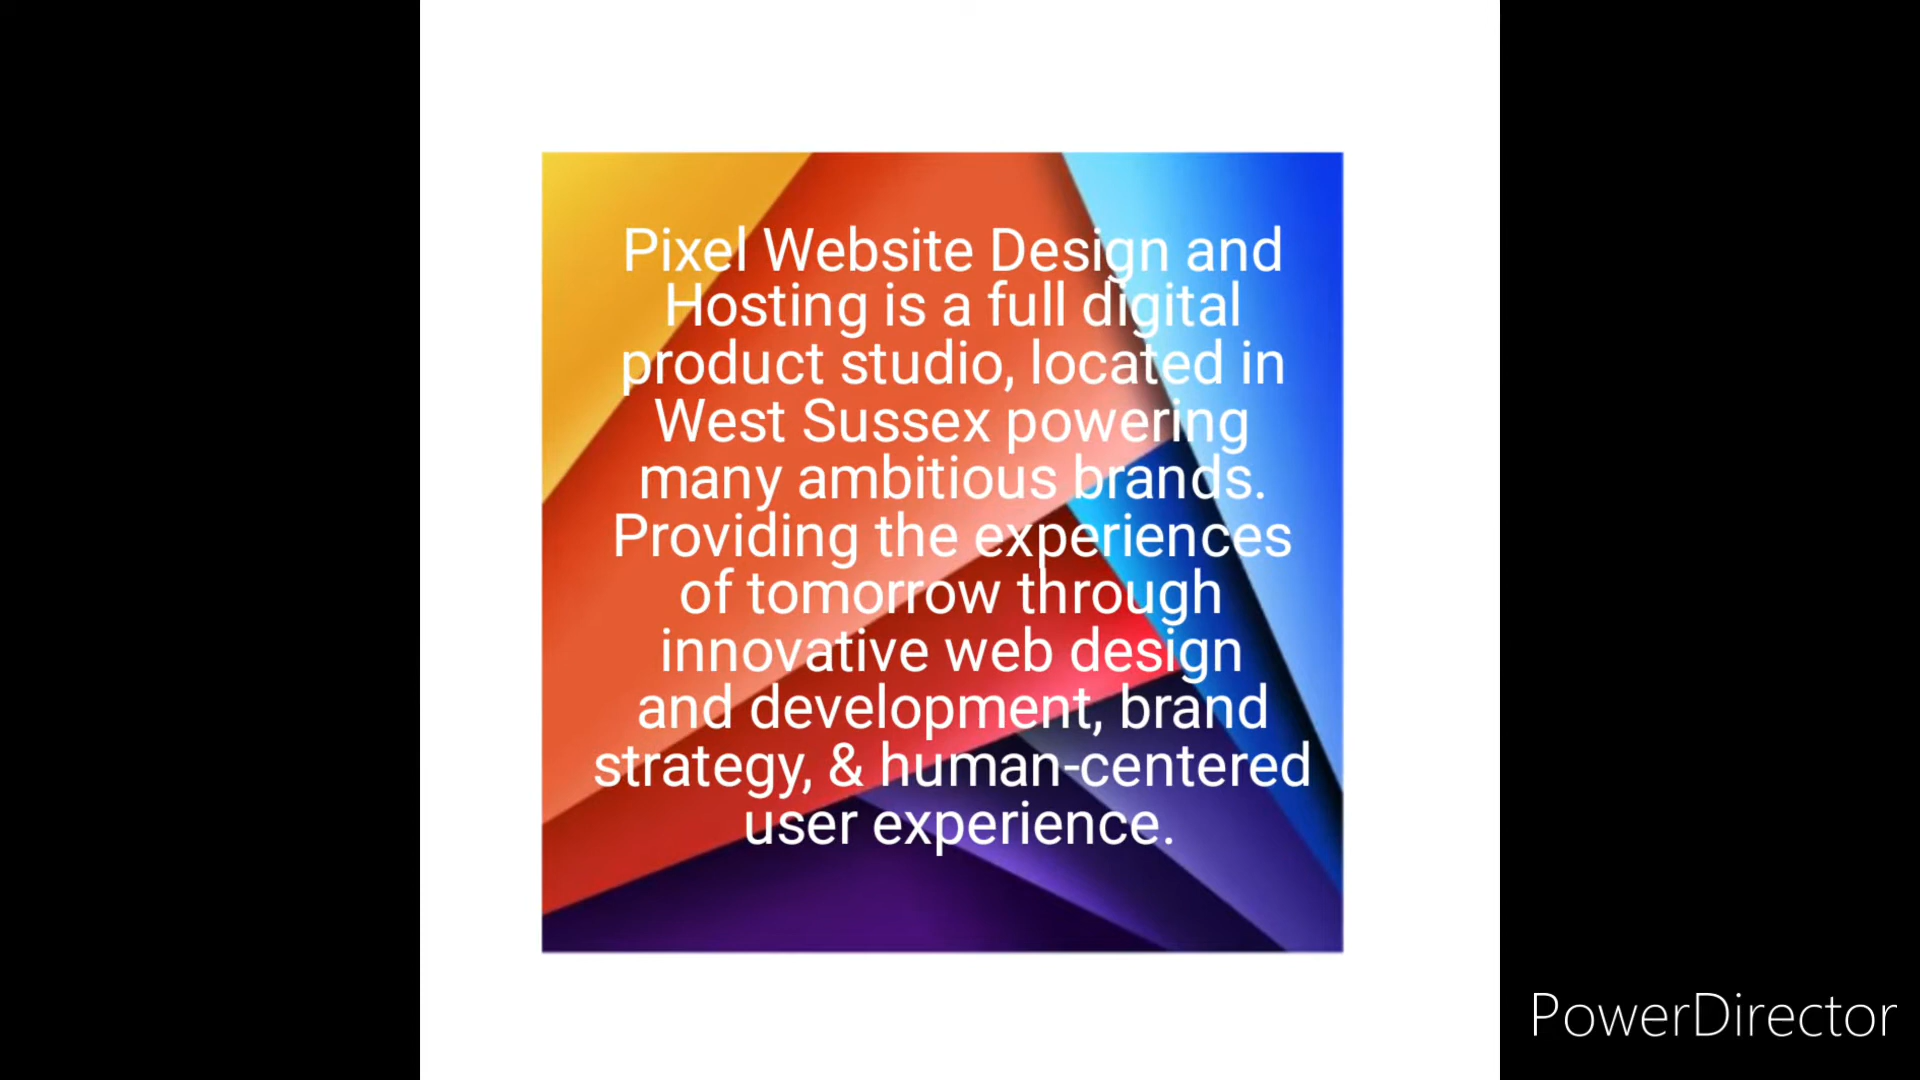 Pixel Website Design and
Hosting is a full digital
product studio, located in
West Sussex powering
many ambitious brands.
Providing the experiences
of tomorrow through
innovative web design
and development, brand
strategy, & human-centered
user experience.
PowerDirector